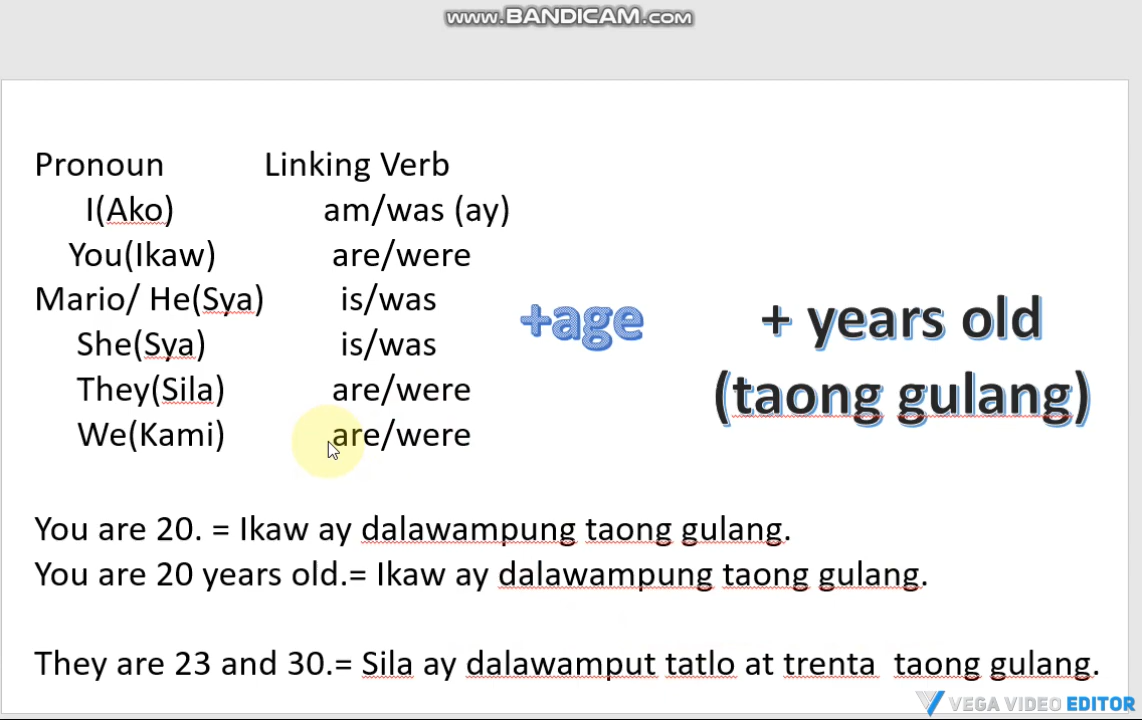 www.BANDICAM.com
Pronoun Linking Verb
I(Ako) am/was (ay)
You(Ikaw) are/were
Mario/ He(Sya) is/was
She(Sya) is/was
They(Sila) are/were
We(Kami) are/were
+age
+ years old
(taong gulang)
You are 20. = Ikaw ay dalawampung taong gulang.
You are 20 years old.= Ikaw ay dalawampung taong gulang.
They are 23 and 30.= Sila ay dalawamput tatlo at trenta taong gulang.
VEGA VIDEO EDITOR